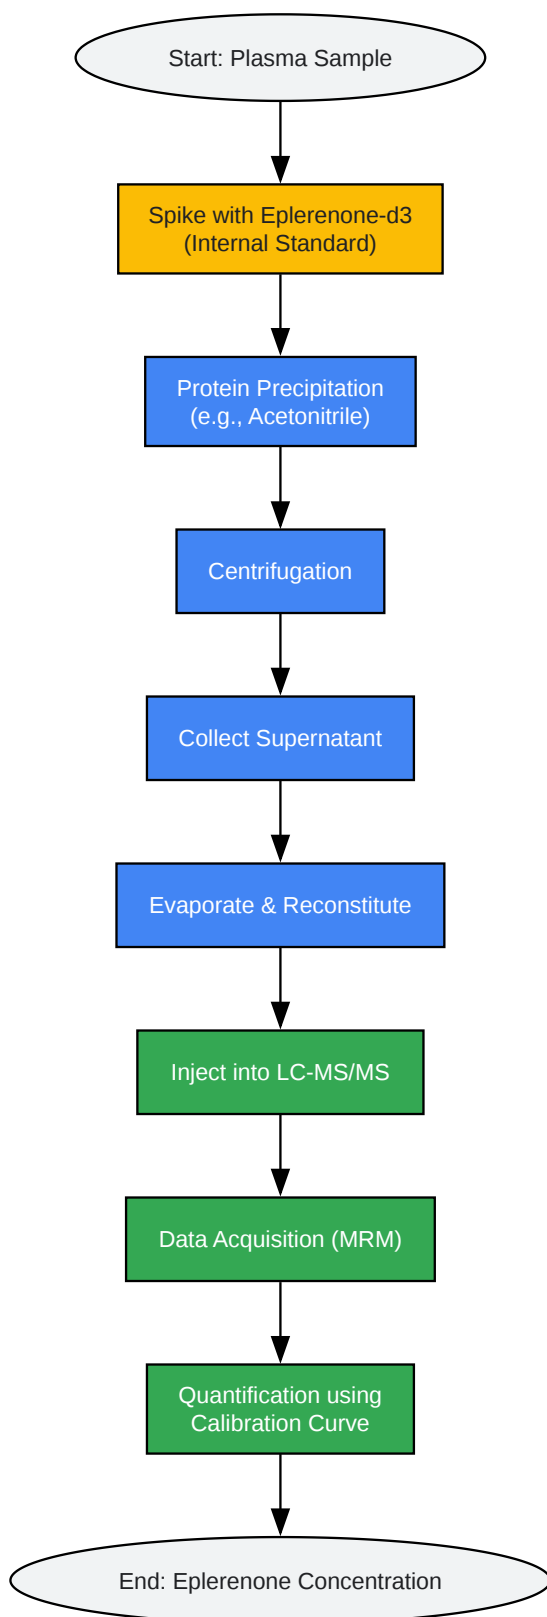 Start: Plasma Sample
Spike with Eplerenone-d3
(Internal Standard)
Protein Precipitation
(e.g., Acetonitrile)
Centrifugation
Collect Supernatant
Evaporate & Reconstitute
Inject into LC-MS/MS
Data Acquisition (MRM)
Quantification using
Calibration Curve
End: Eplerenone Concentration